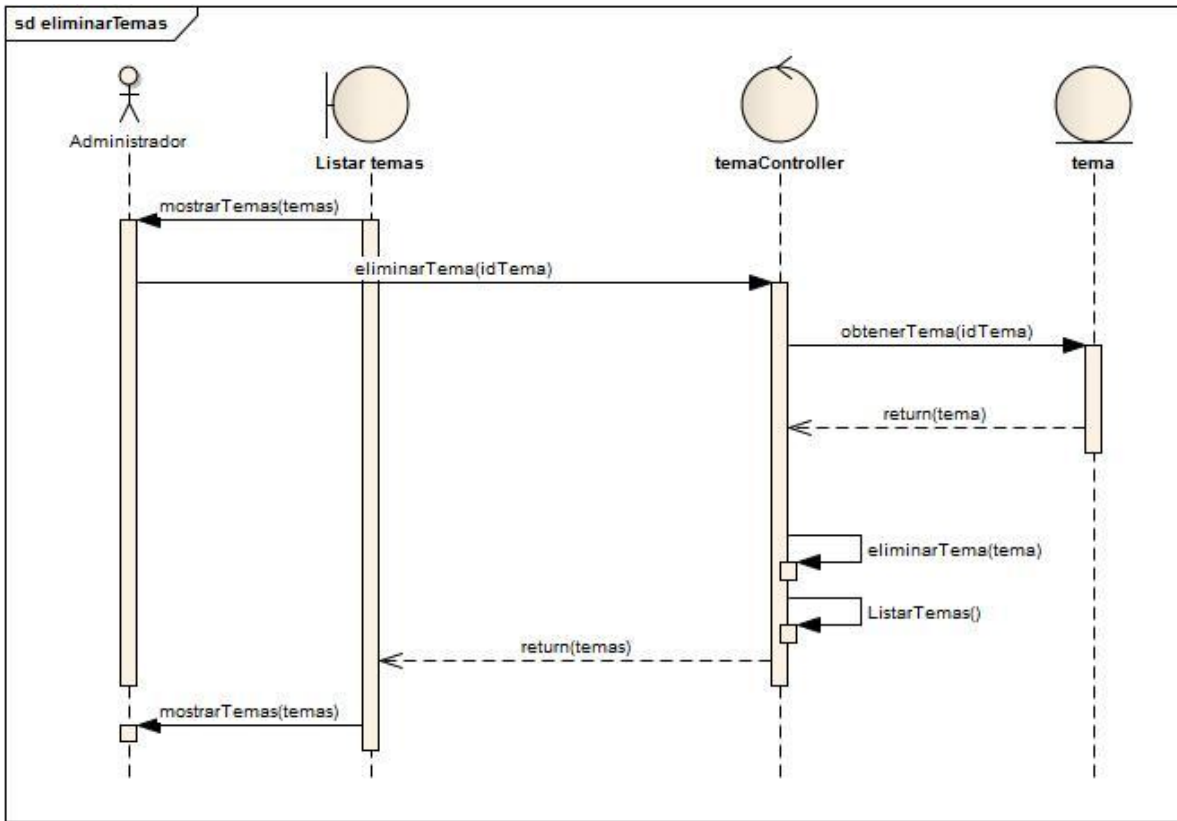 sd eliminarTemas
Administrador
Listar temas
temaController
tema
mostrarTemas(temas)
eliminarTema(idTema)
obtenerTema(idTema)
return(tema)
eliminarTema(tema)
ListarTemas()
return(temas)
mostrarTemas(temas)